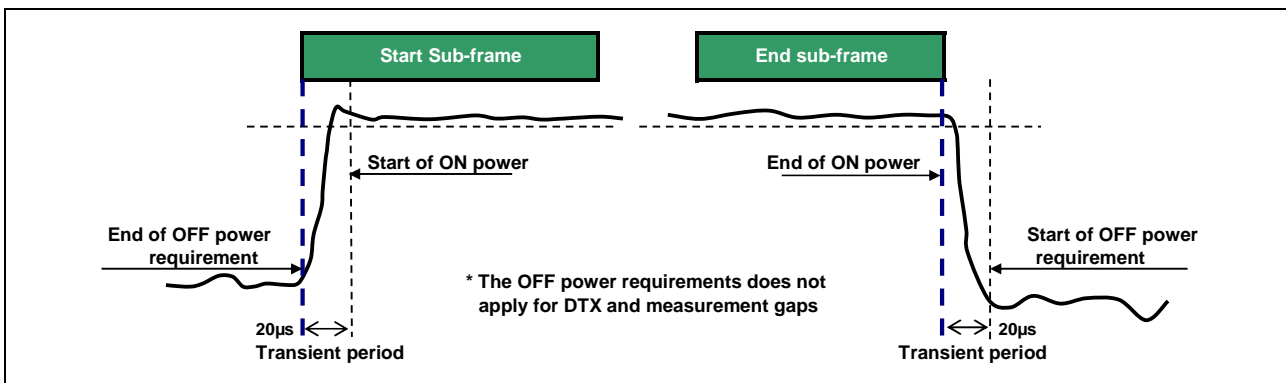 Start Sub-frame
End sub-frame
Start of ON power
End of ON power
End of OFF power
requirement
Start of OFF power
requirement
* The OFF power requirements does not
apply for DTX and measurement gaps
20µs
Transient period
20µs
Transient period